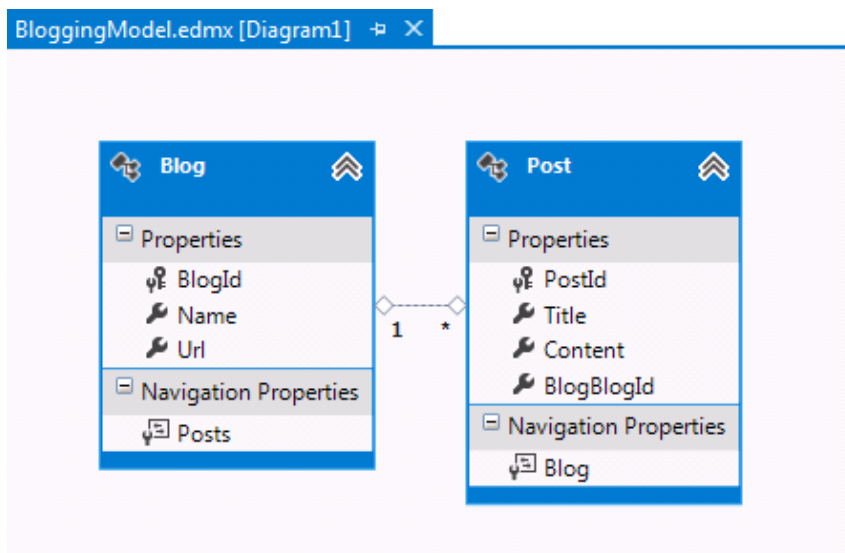 BloggingModel.edmx [Diagram1]
Blog
Properties
BlogId
Name
Url
Navigation Properties
Posts
1 *
Post
Properties
PostId
Title
Content
BlogBlogId
Navigation Properties
Blog